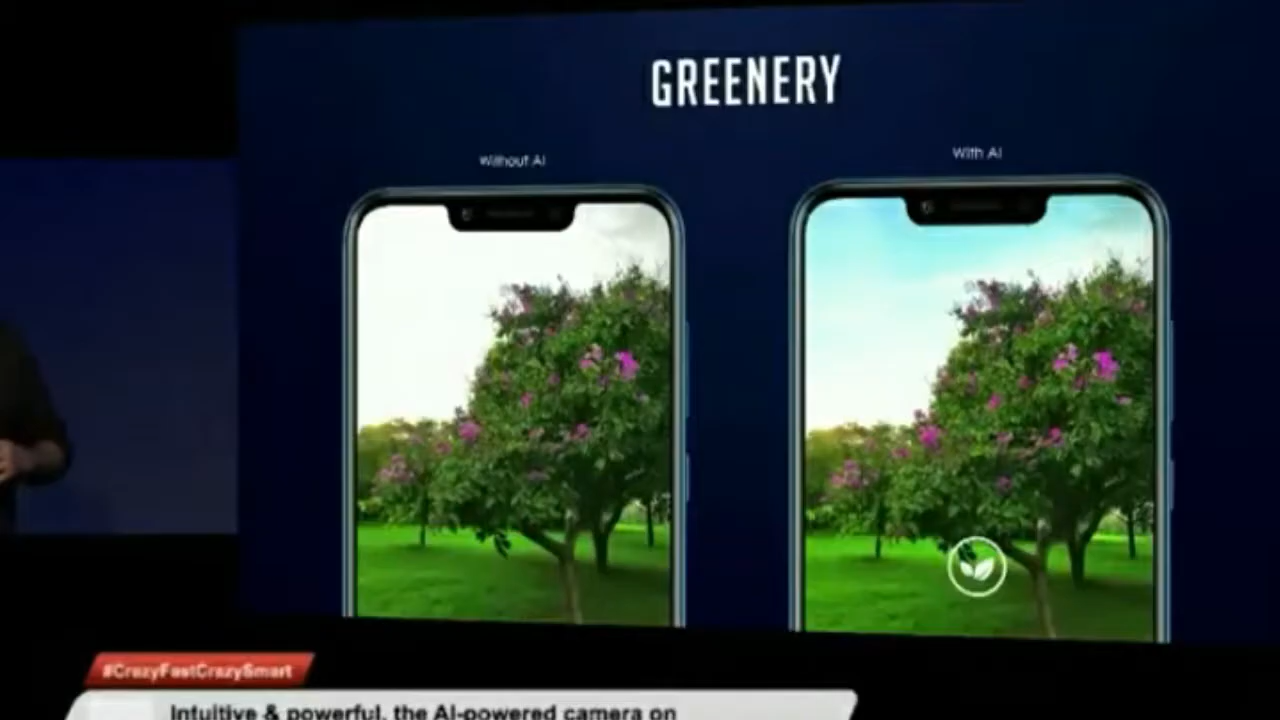 GREENERY
Without AI
With AI
#CrazyFastCrazySmart
Intuitive & powerful, the AI-powered camera on